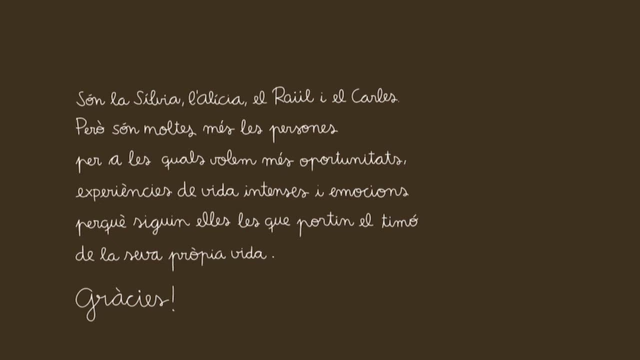 Són la Sílvia, l'Alícia, el Raül i el Carles.
Però són moltes més les persones
per a les quals volem més oportunitats,
experiències de vida intenses i emocions
perquè siguin elles les que portin el timó
de la seva pròpia vida.
Gràcies!